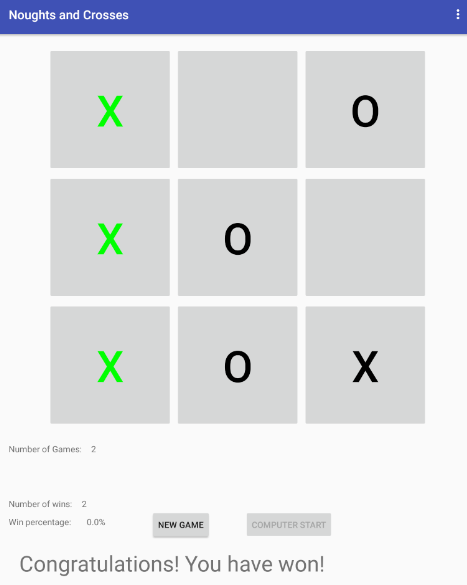 Noughts and Crosses
X O
X O
X O X
Number of Games: 2
Number of wins: 2
Win percentage: 0.0%
NEW GAME
COMPUTER START
Congratulations! You have won!